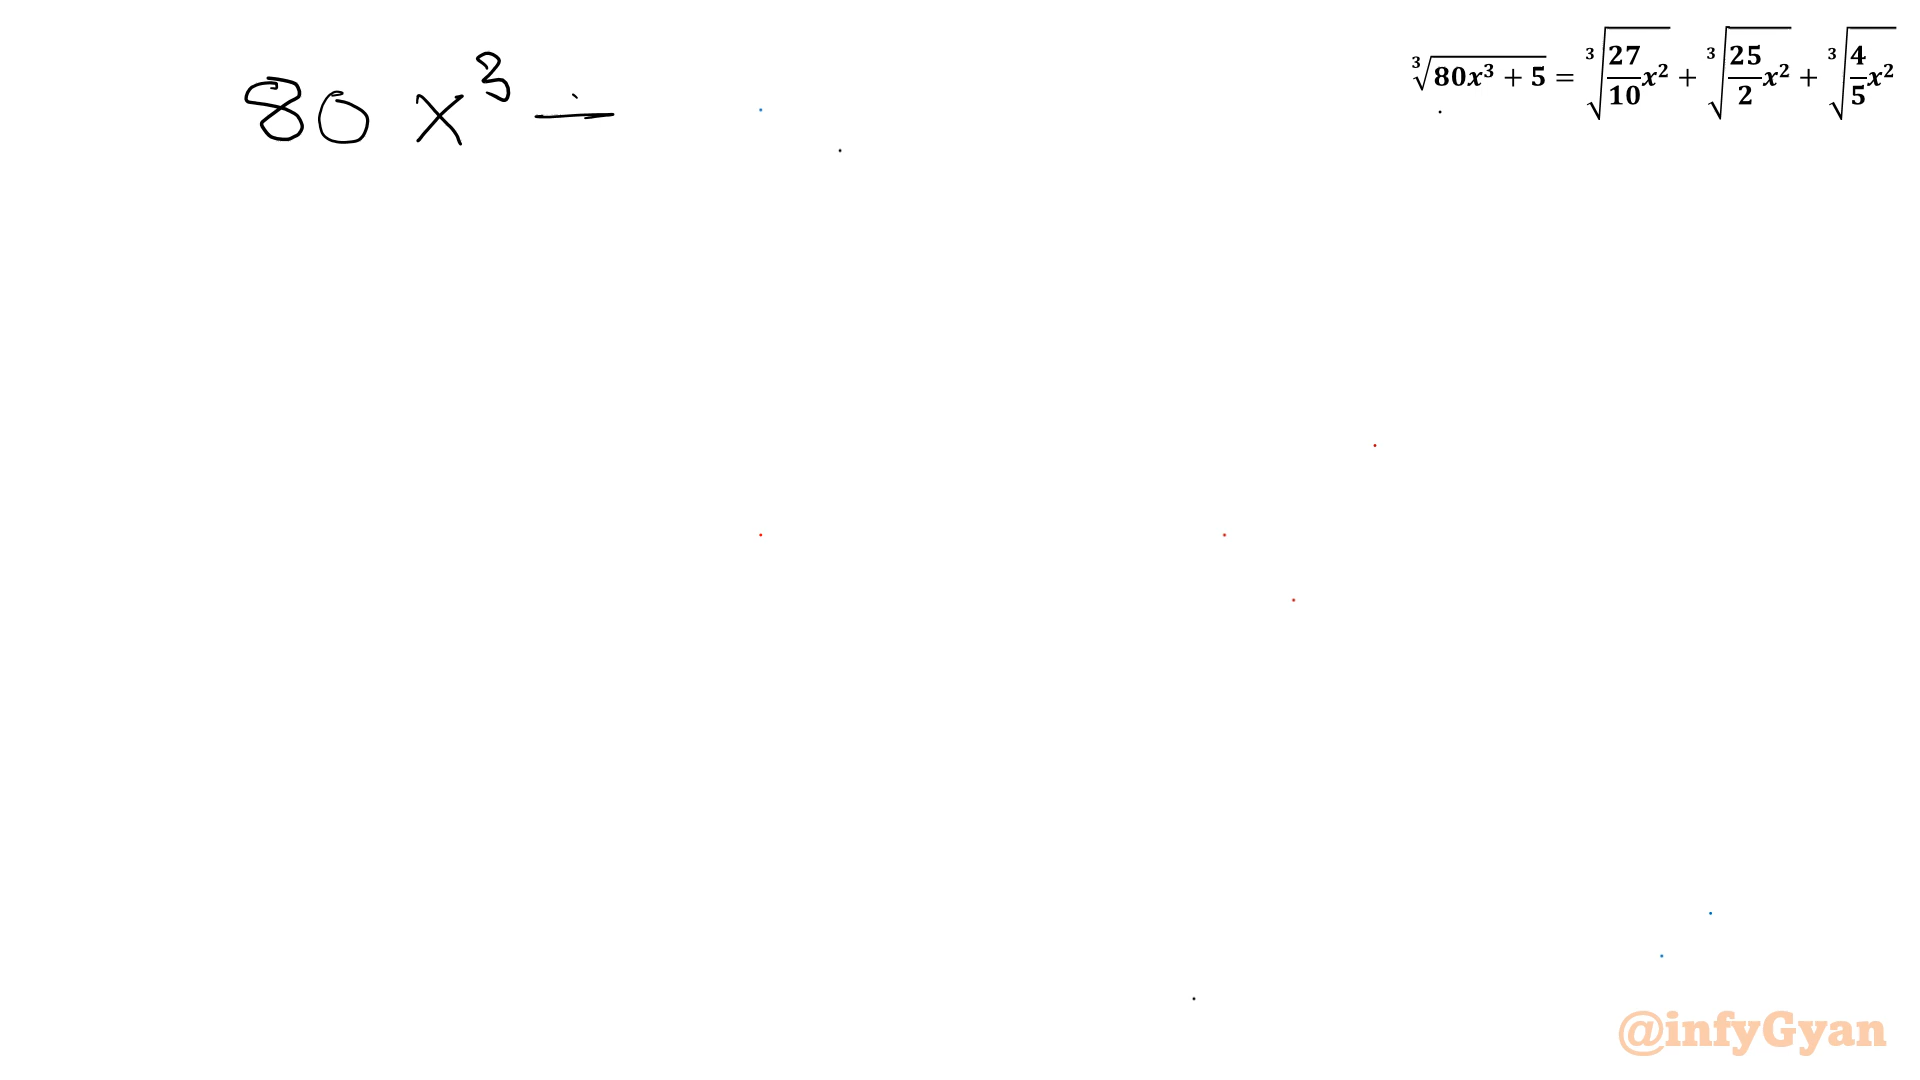 ∛(80x³ + 5) = ∛(27/10 x²) + ∛(25/2 x²) + ∛(4/5 x²)
80 x³ –
@infyGyan